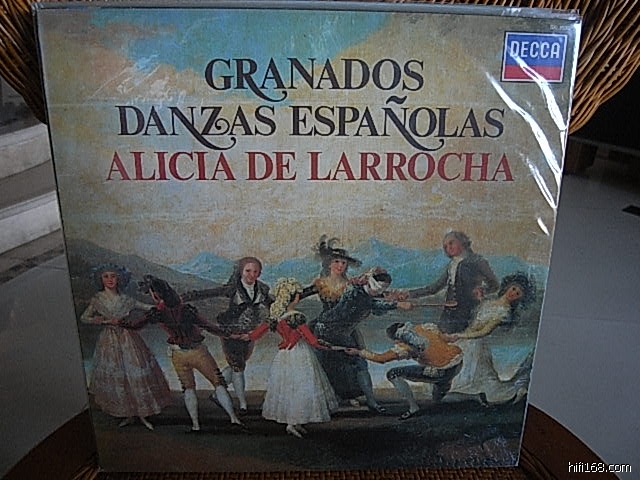 DECCA
GRANADOS
DANZAS ESPAÑOLAS
ALICIA DE LARROCHA
hifi168.com